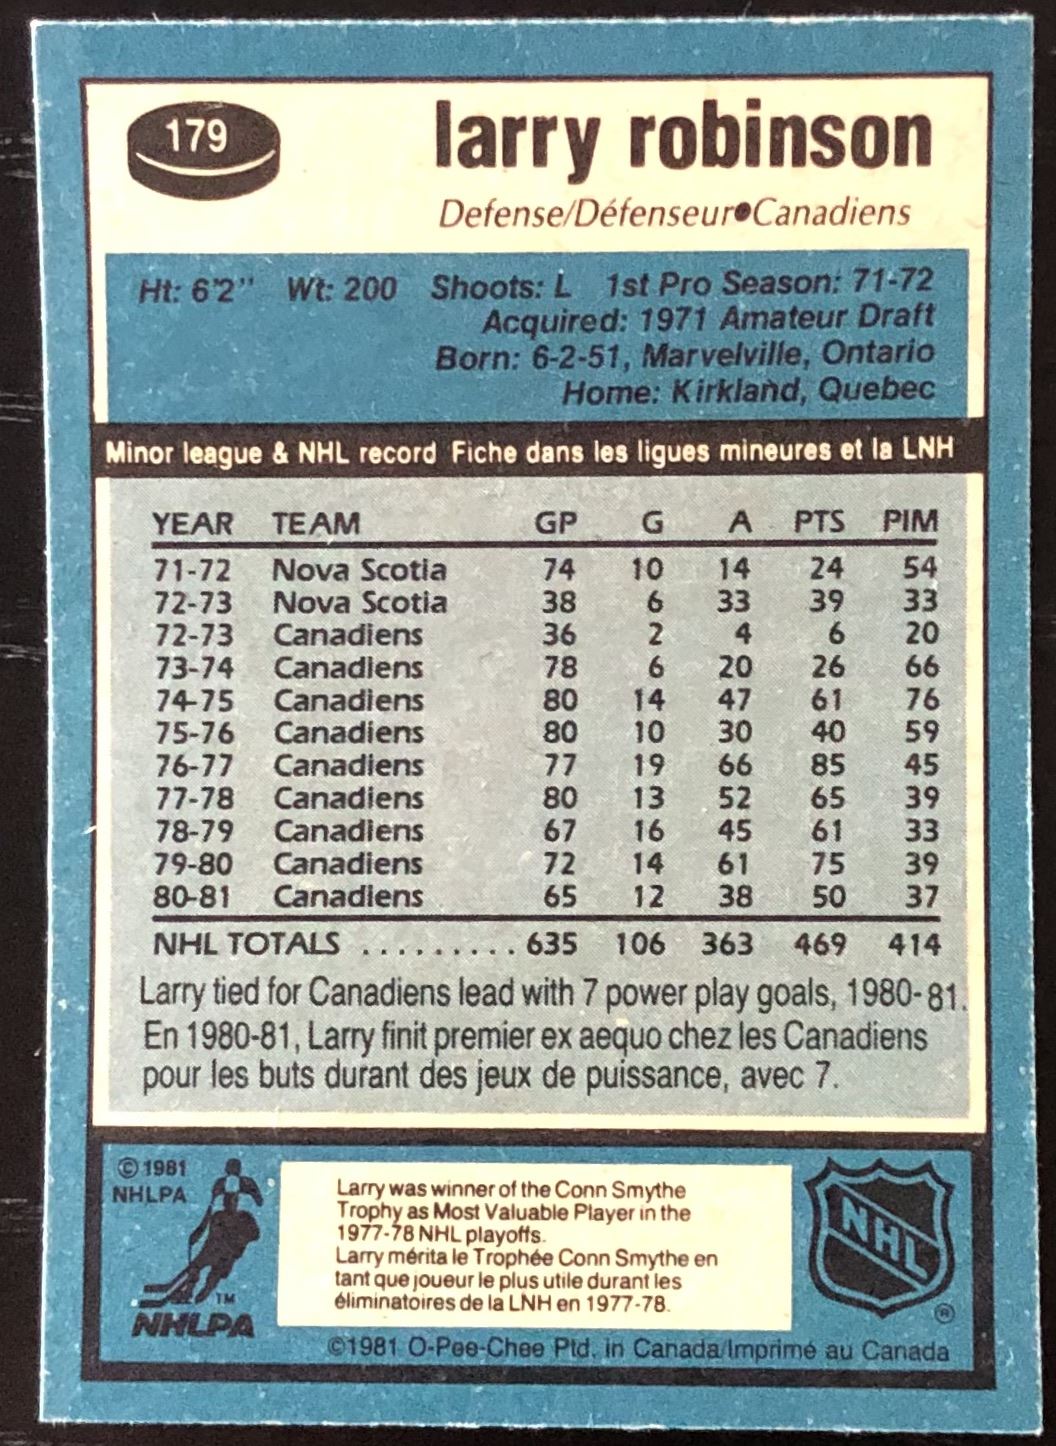 179
larry robinson
Defense/Défenseur●Canadiens
Ht: 6'2" Wt: 200 Shoots: L 1st Pro Season: 71-72
Acquired: 1971 Amateur Draft
Born: 6-2-51, Marvelville, Ontario
Home: Kirkland, Quebec
Minor league & NHL record Fiche dans les ligues mineures et la LNH
YEAR TEAM GP G A PTS PIM
71-72 Nova Scotia 74 10 14 24 54
72-73 Nova Scotia 38 6 33 39 33
72-73 Canadiens 36 2 4 6 20
73-74 Canadiens 78 6 20 26 66
74-75 Canadiens 80 14 47 61 76
75-76 Canadiens 80 10 30 40 59
76-77 Canadiens 77 19 66 85 45
77-78 Canadiens 80 13 52 65 39
78-79 Canadiens 67 16 45 61 33
79-80 Canadiens 72 14 61 75 39
80-81 Canadiens 65 12 38 50 37
NHL TOTALS ......... 635 106 363 469 414
Larry tied for Canadiens lead with 7 power play goals, 1980-81.
En 1980-81, Larry finit premier ex aequo chez les Canadiens
pour les buts durant des jeux de puissance, avec 7.
©1981
NHLPA
TM
NHLPA
Larry was winner of the Conn Smythe
Trophy as Most Valuable Player in the
1977-78 NHL playoffs.
Larry mérita le Trophée Conn Smythe en
tant que joueur le plus utile durant les
éliminatoires de la LNH en 1977-78.
NHL
®
©1981 O-Pee-Chee Ptd. in Canada/Imprimé au Canada